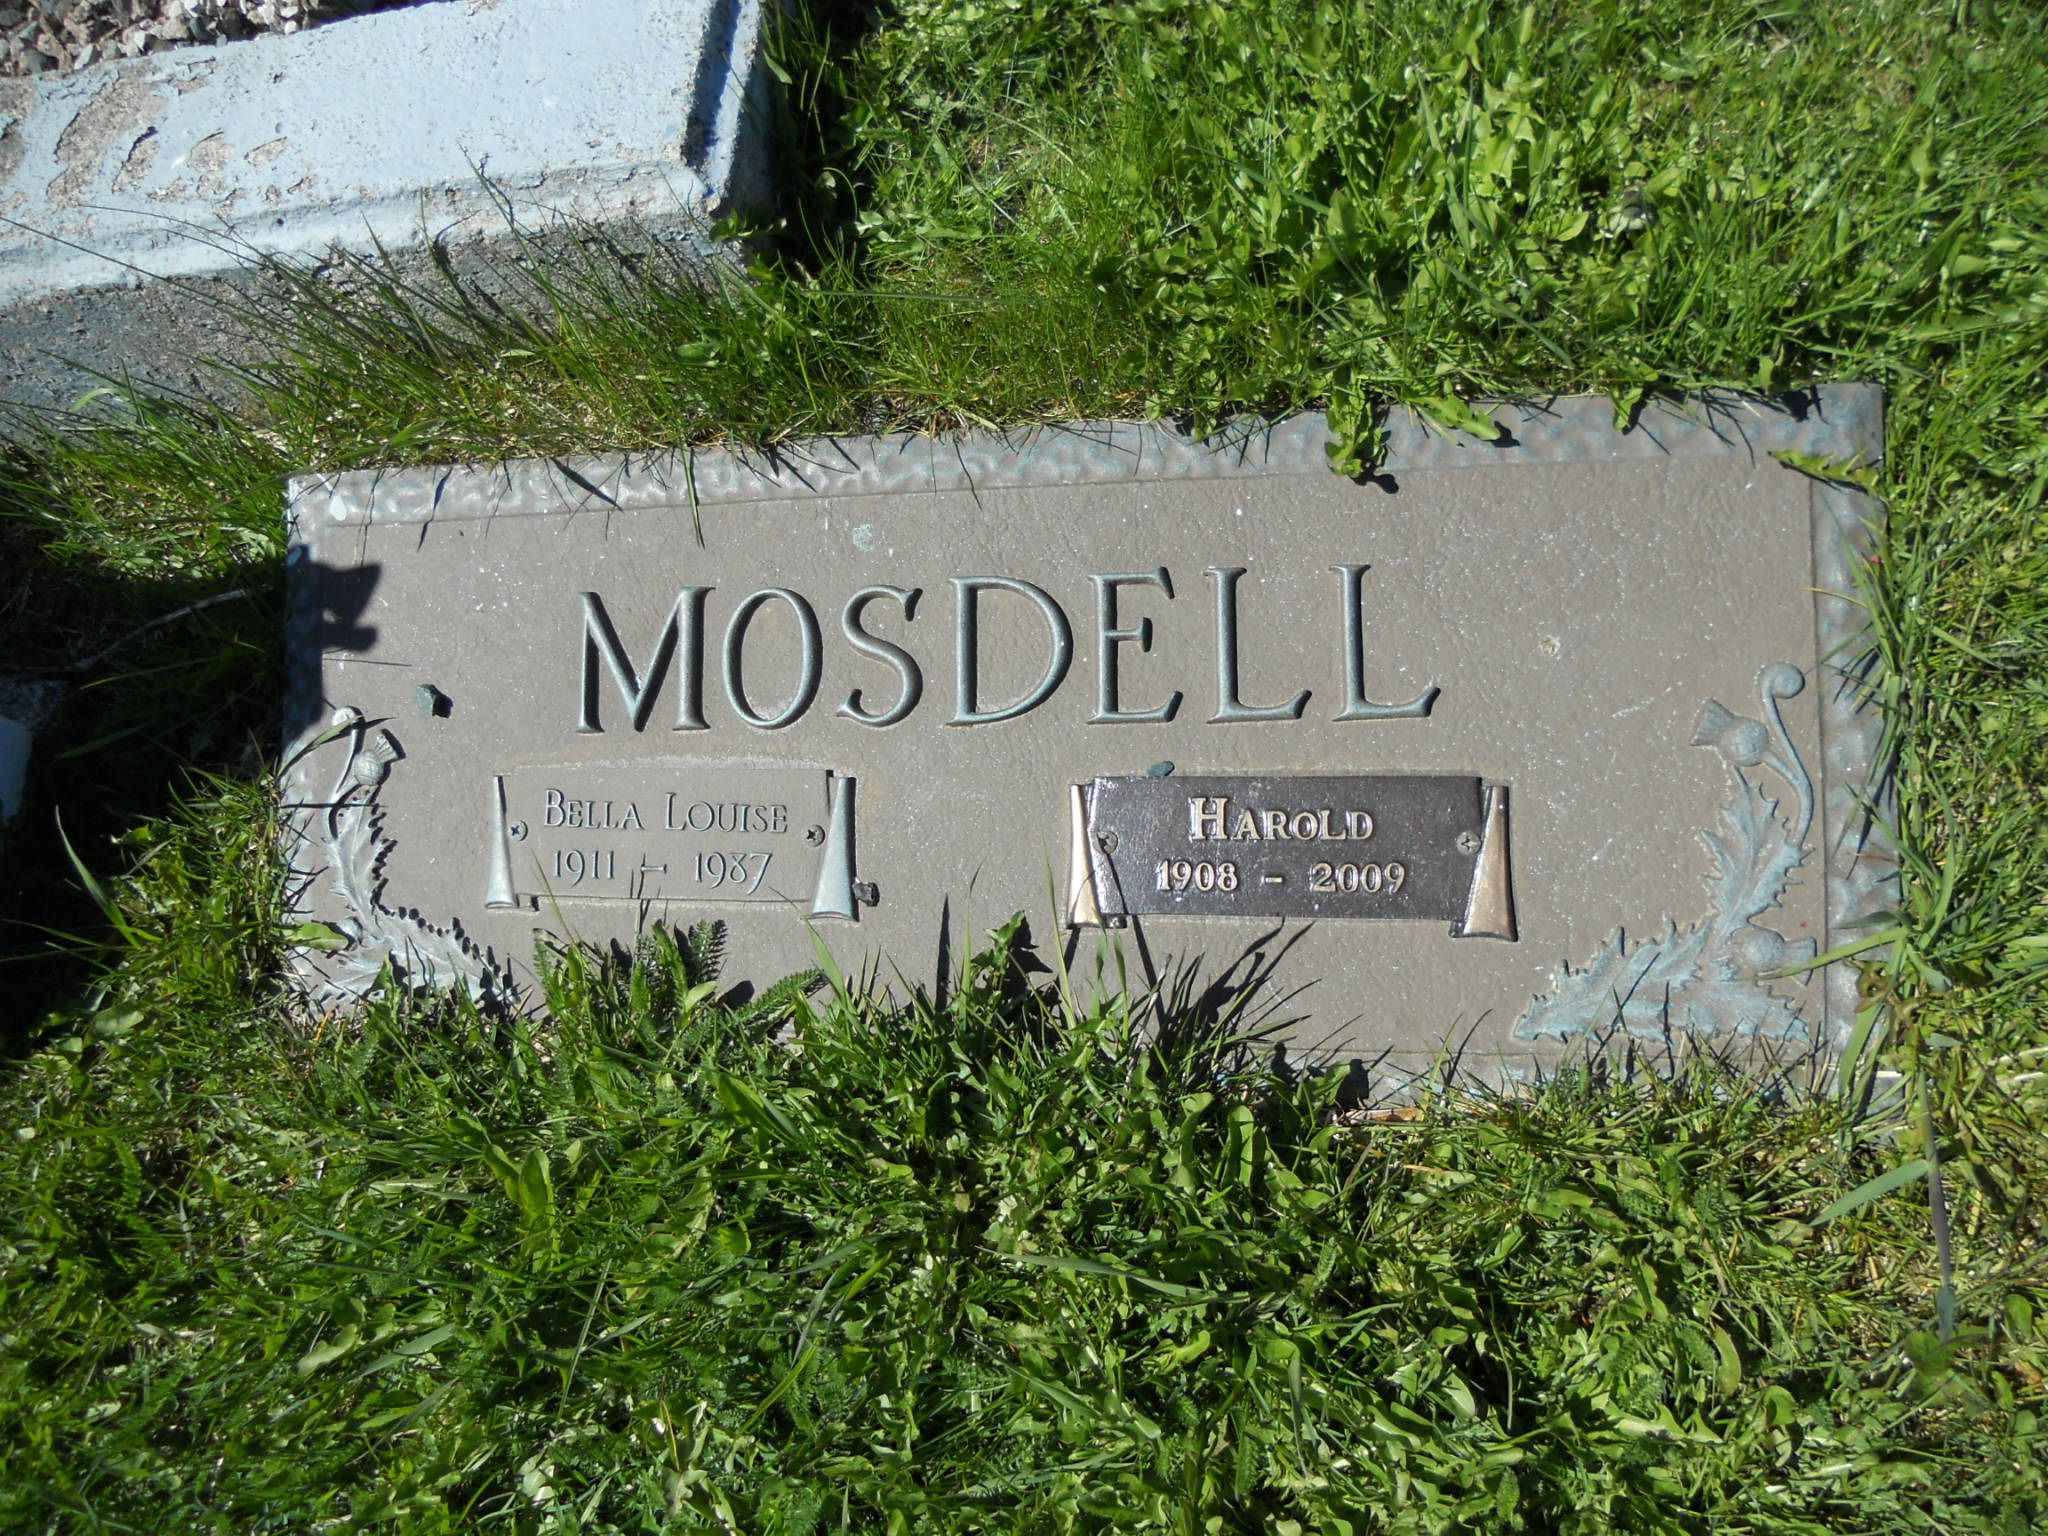 MOSDELL
BELLA LOUISE
1911 - 1987
HAROLD
1908 - 2009